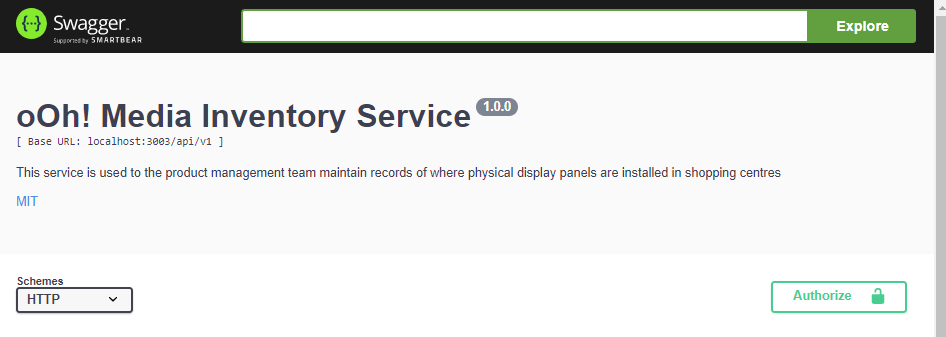 Swagger™
Supported by SMARTBEAR
Explore
oOh! Media Inventory Service 1.0.0
[ Base URL: localhost:3003/api/v1 ]
This service is used to the product management team maintain records of where physical display panels are installed in shopping centres
MIT
Schemes
HTTP
Authorize